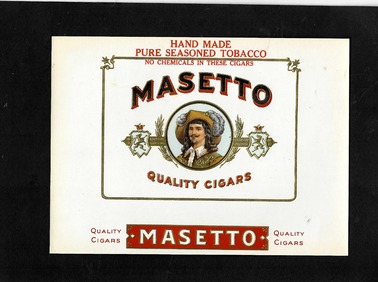 HAND MADE
PURE SEASONED TOBACCO
NO CHEMICALS IN THESE CIGARS
MASETTO
QUALITY CIGARS
QUALITY CIGARS
MASETTO
QUALITY CIGARS